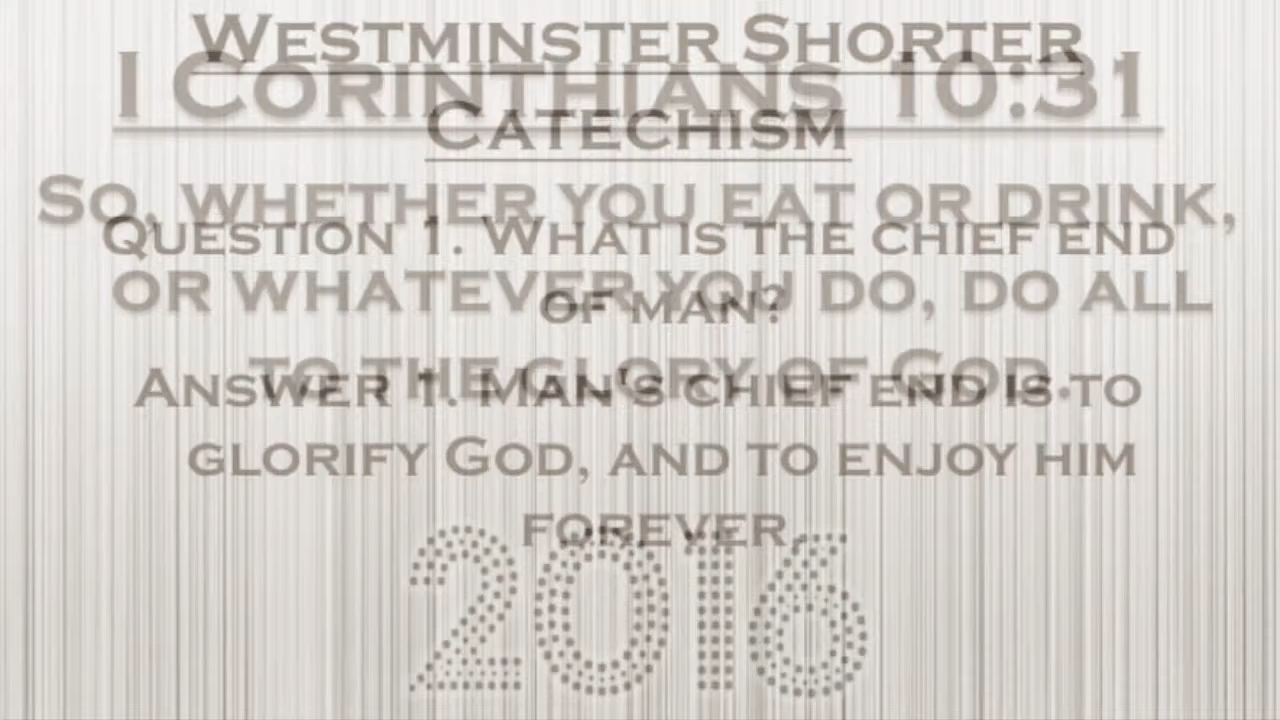 Westminster Shorter
Catechism
Question 1. What is the chief end
of man?
Answer 1. Man's chief end is to
glorify God, and to enjoy him
forever
I Corinthians 10:31
So, whether you eat or drink,
or whatever you do, do all
to the glory of God.
2016